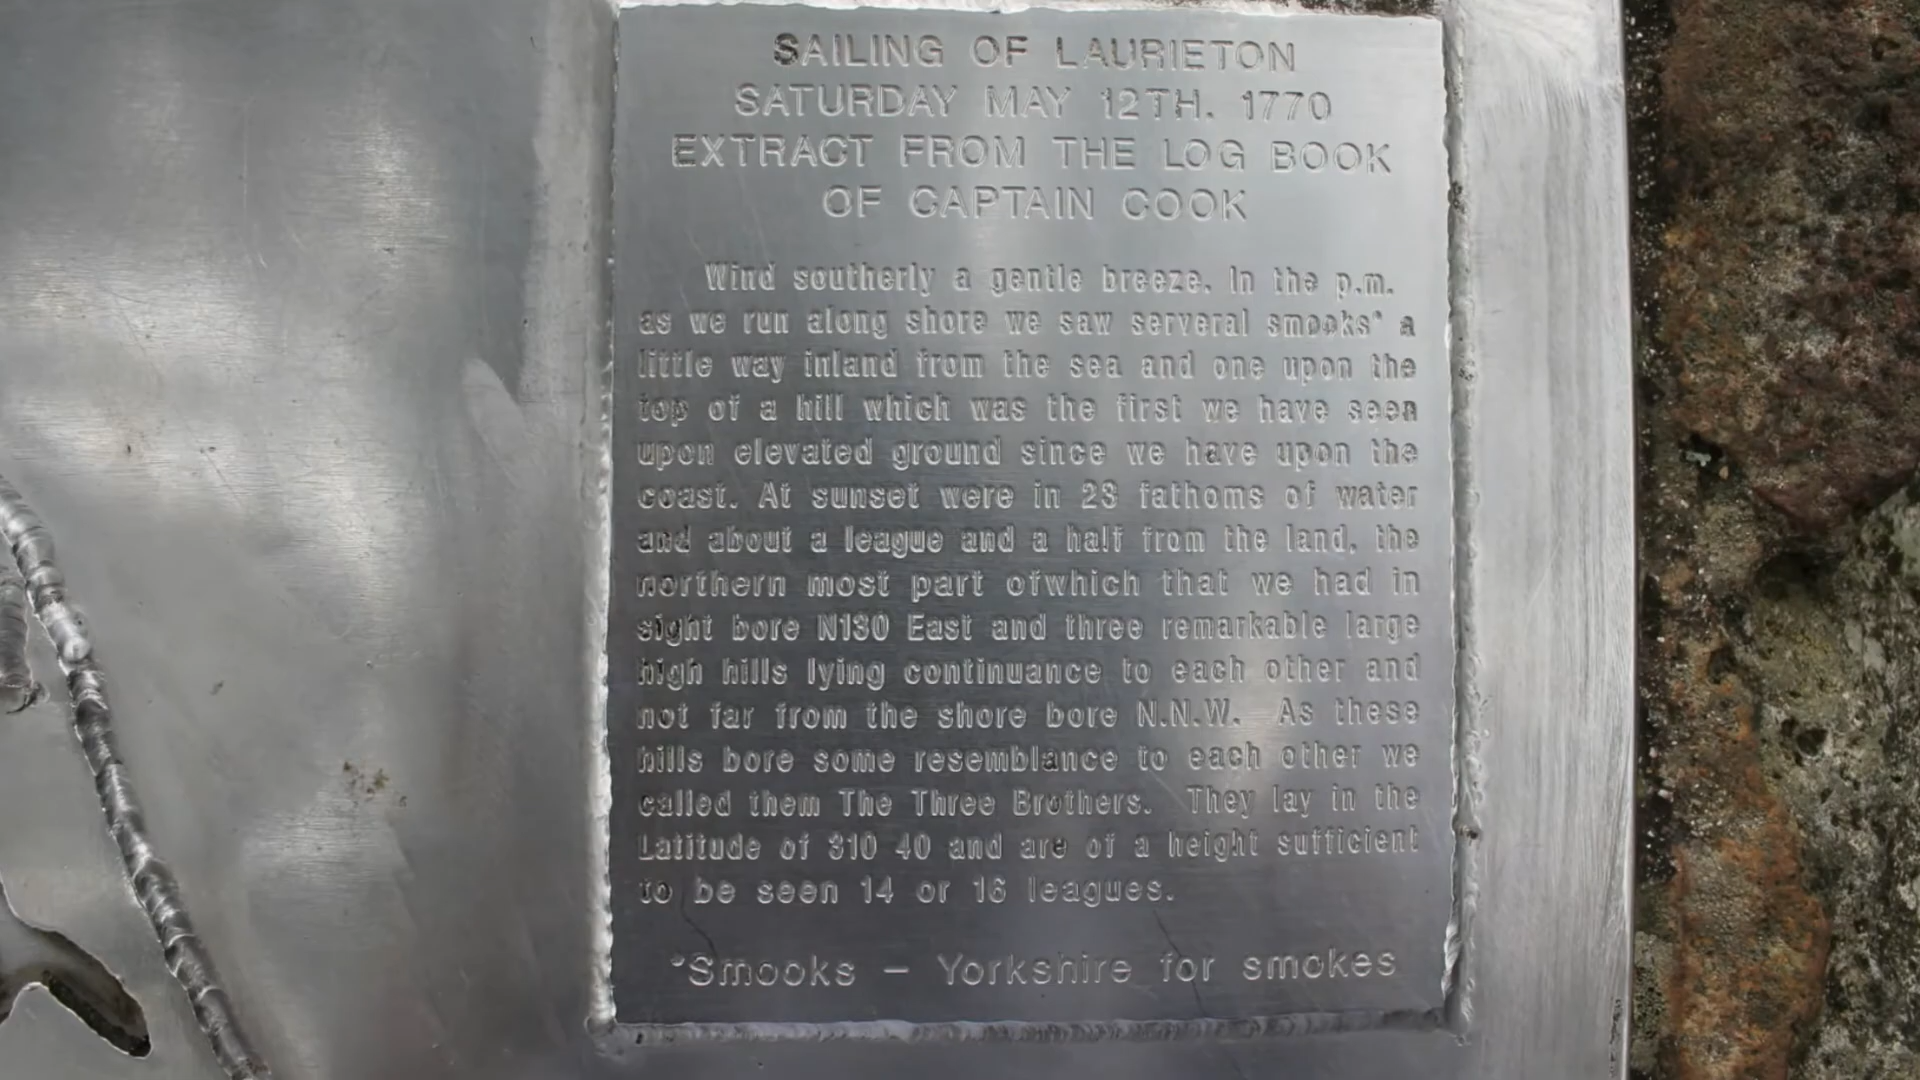 SAILING OF LAURIETON
SATURDAY MAY 12TH. 1770
EXTRACT FROM THE LOG BOOK
OF CAPTAIN COOK
Wind southerly a gentle breeze. In the p.m.
as we run along shore we saw serveral smooks* a
little way inland from the sea and one upon the
top of a hill which was the first we have seen
upon elevated ground since we have upon the
coast. At sunset were in 23 fathoms of water
and about a league and a half from the land, the
northern most part ofwhich that we had in
sight bore N130 East and three remarkable large
high hills lying continuance to each other and
not far from the shore bore N.N.W. As these
hills bore some resemblance to each other we
called them The Three Brothers. They lay in the
Latitude of 310 40 and are of a height sufficient
to be seen 14 or 16 leagues.
*Smooks – Yorkshire for smokes